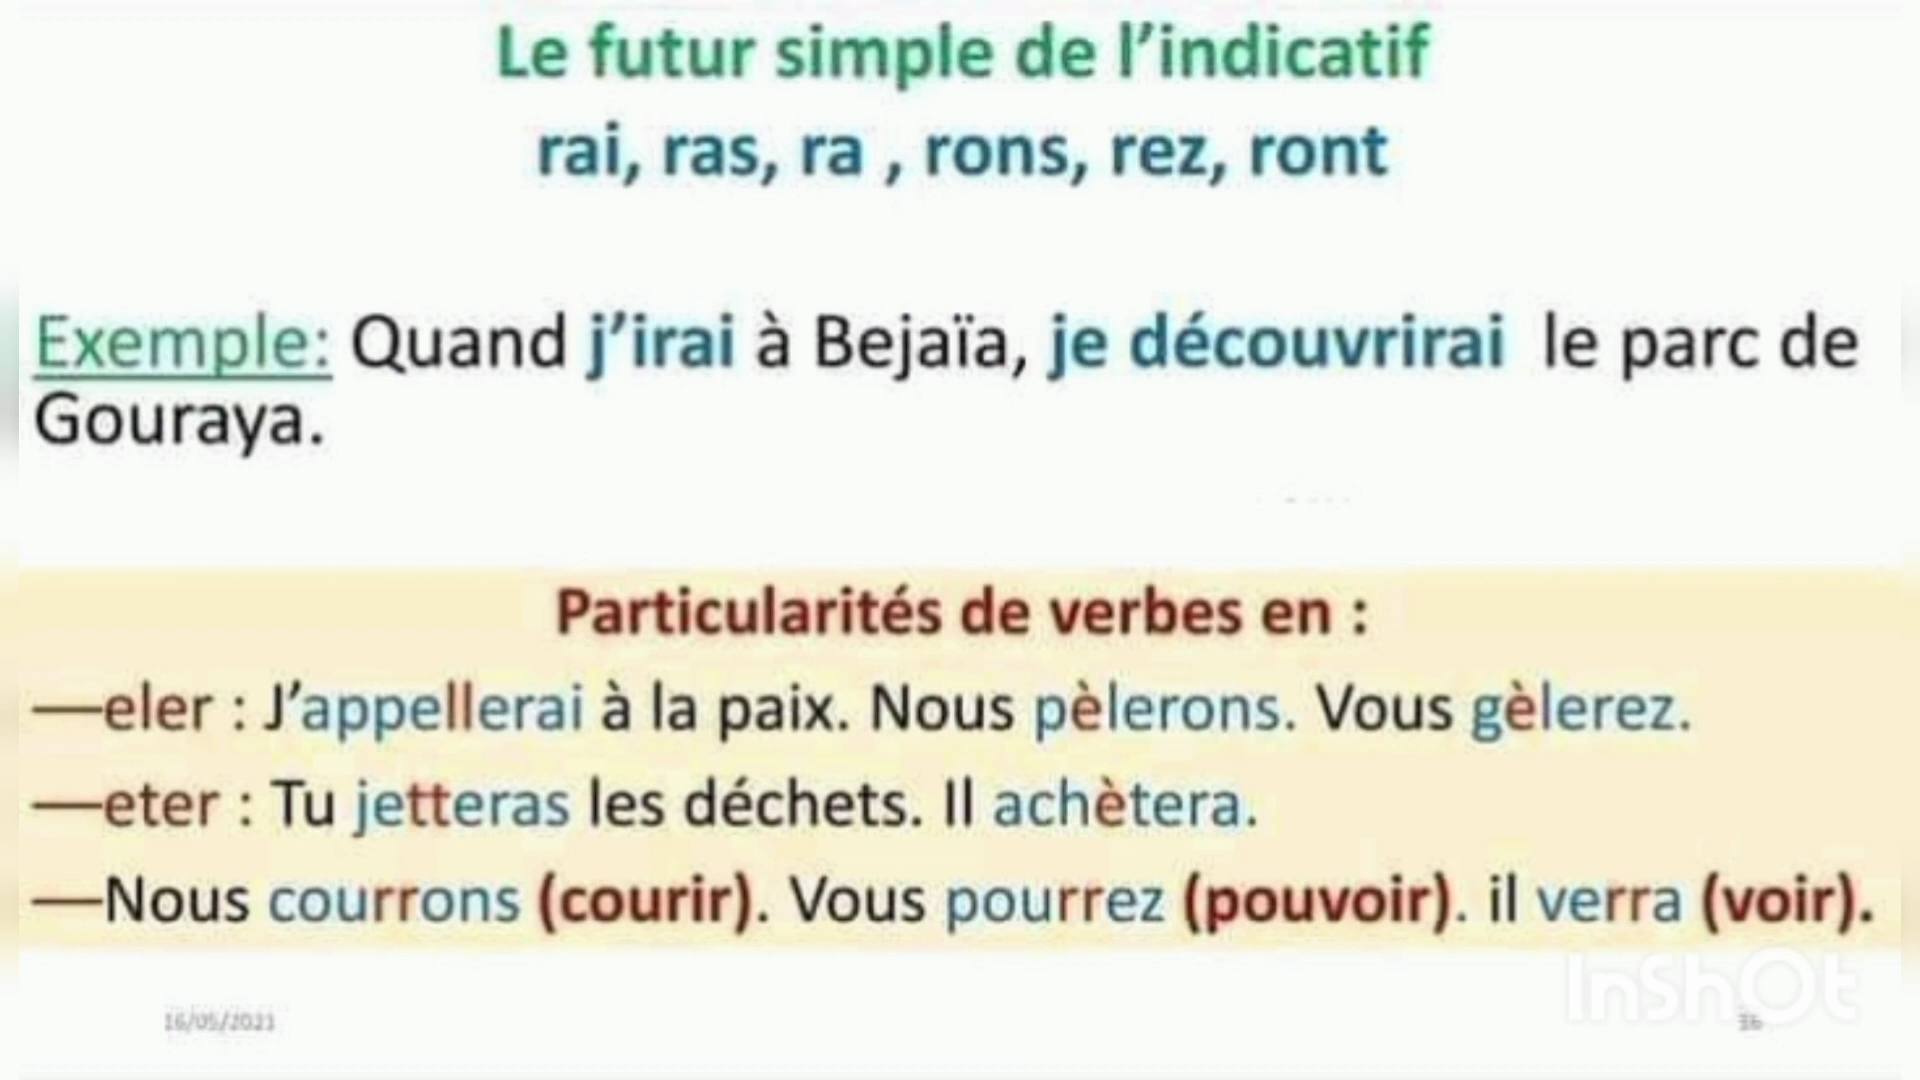 Le futur simple de l’indicatif
rai, ras, ra , rons, rez, ront
Exemple: Quand j’irai à Bejaïa, je découvrirai le parc de
Gouraya.
Particularités de verbes en :
—eler : J’appellerai à la paix. Nous pèlerons. Vous gèlerez.
—eter : Tu jetteras les déchets. Il achètera.
—Nous courrons (courir). Vous pourrez (pouvoir). il verra (voir).
InShOt
16/05/2021